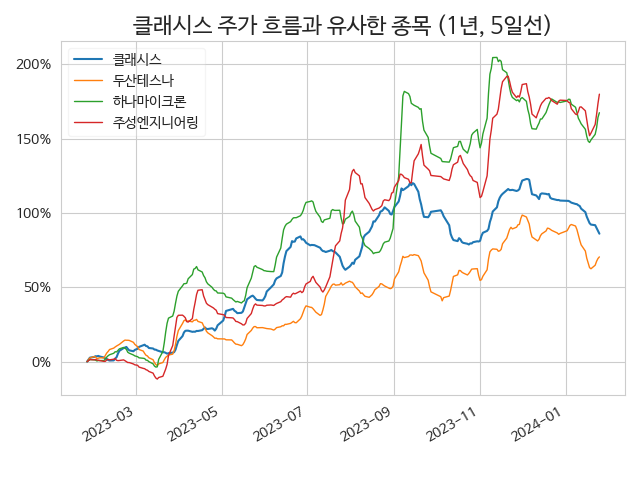 클래시스 주가 흐름과 유사한 종목 (1년, 5일선)
클래시스
두산테스나
하나마이크론
주성엔지니어링
200%
150%
100%
50%
0%
2023-03
2023-05
2023-07
2023-09
2023-11
2024-01